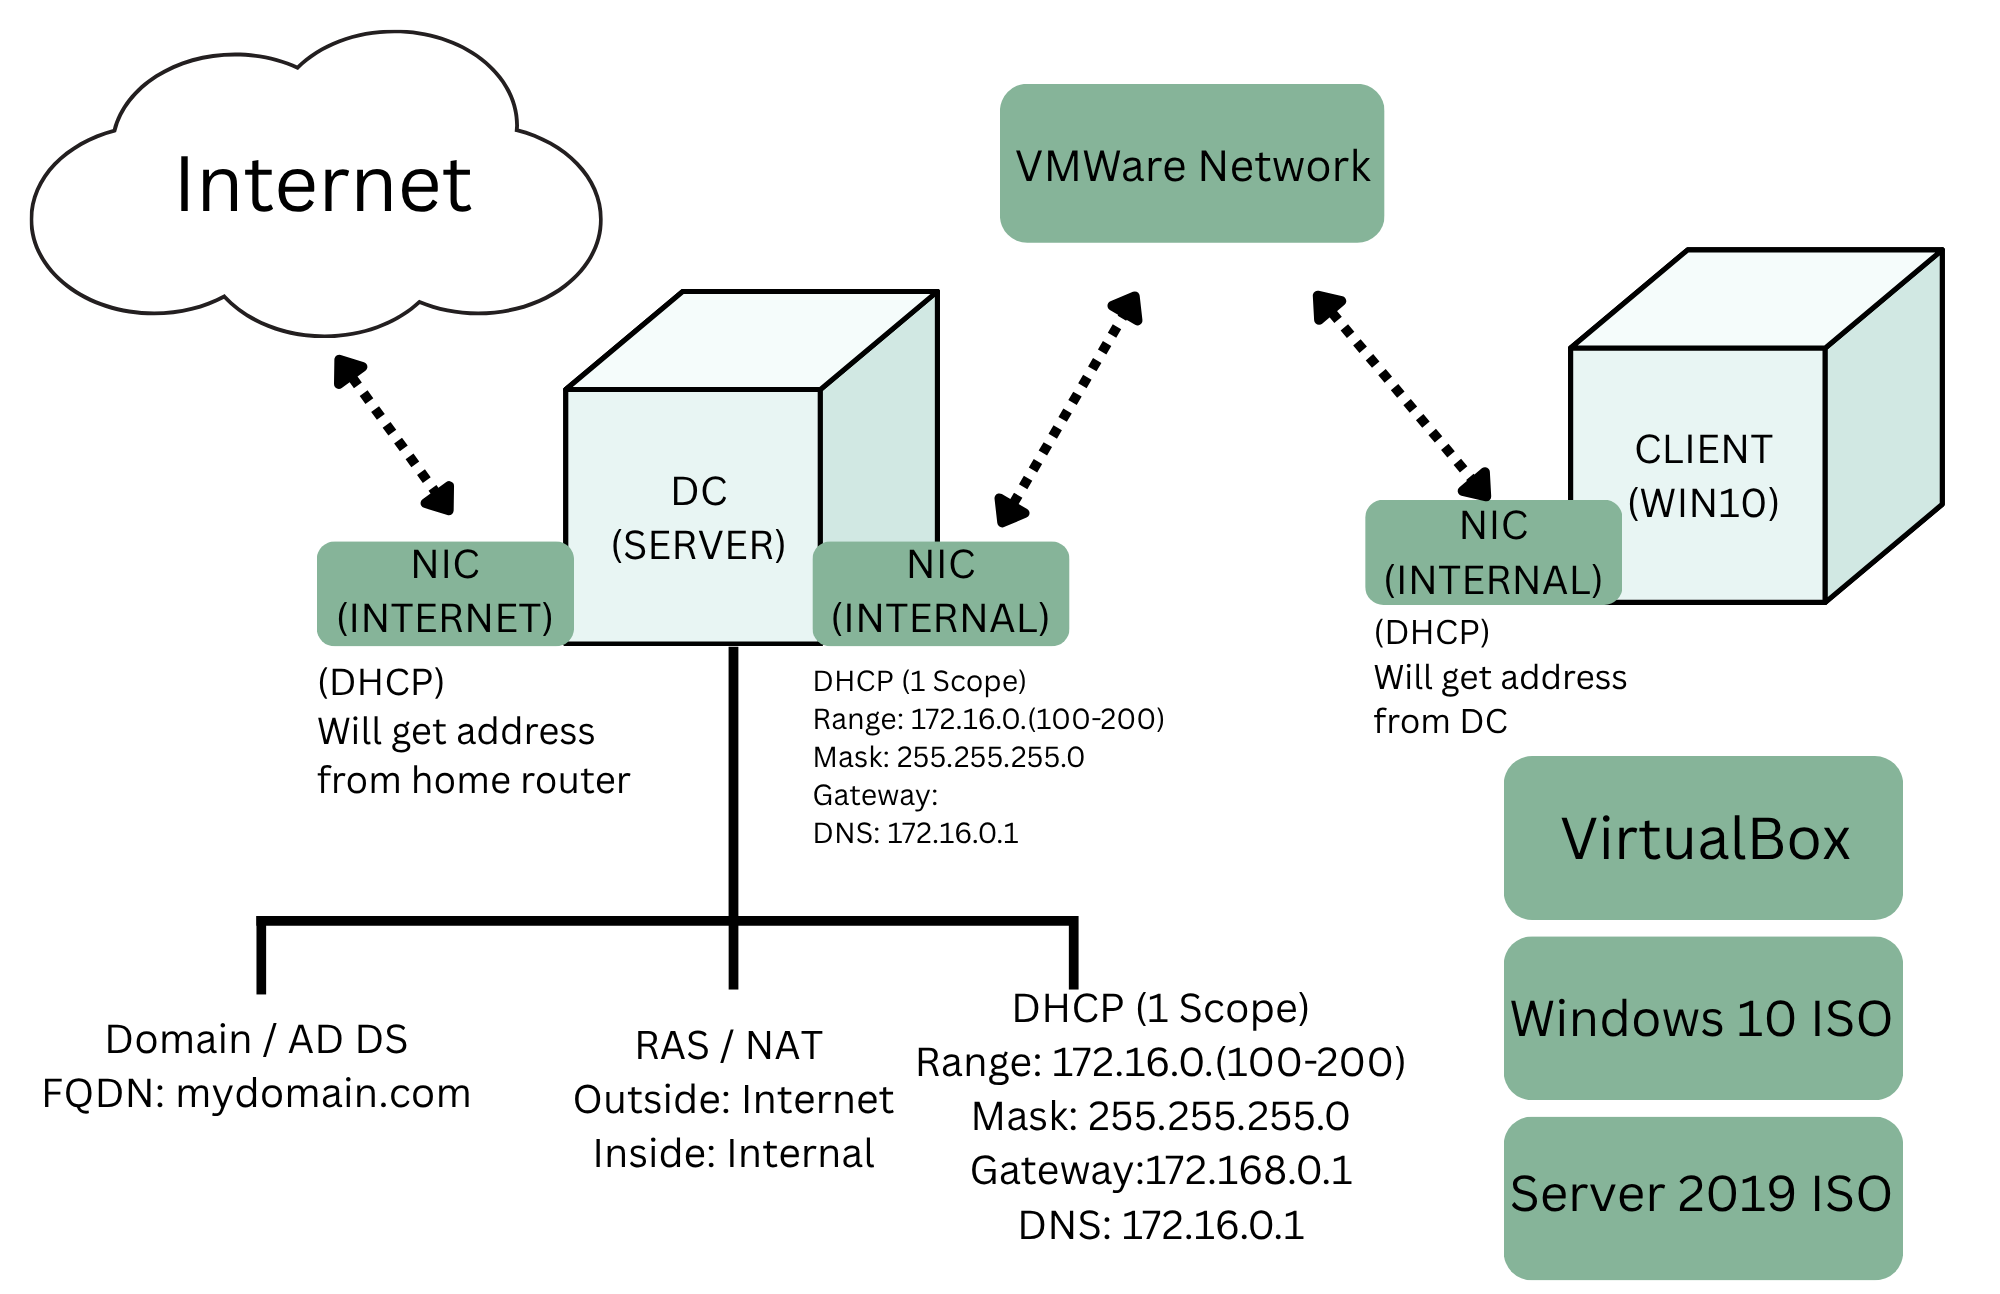 Internet
VMWare Network
DC
(SERVER)
CLIENT
(WIN10)
NIC
(INTERNET)
NIC
(INTERNAL)
NIC
(INTERNAL)
(DHCP)
Will get address
from home router
DHCP (1 Scope)
Range: 172.16.0.(100-200)
Mask: 255.255.255.0
Gateway:
DNS: 172.16.0.1
(DHCP)
Will get address
from DC
VirtualBox
Windows 10 ISO
Server 2019 ISO
Domain / AD DS
FQDN: mydomain.com
RAS / NAT
Outside: Internet
Inside: Internal
DHCP (1 Scope)
Range: 172.16.0.(100-200)
Mask: 255.255.255.0
Gateway:172.168.0.1
DNS: 172.16.0.1